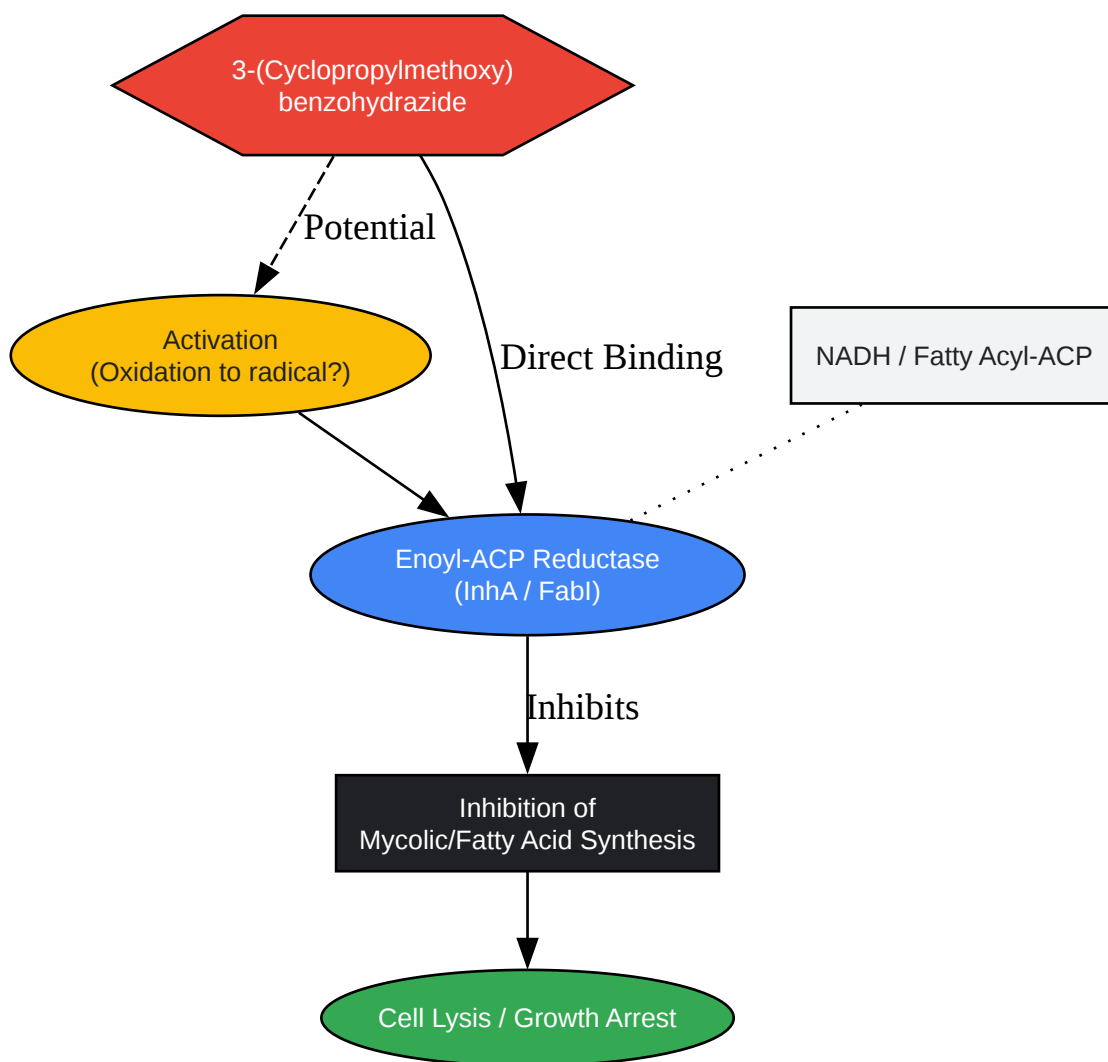 3-(Cyclopropylmethoxy)
benzohydrazide
Potential
Activation
(Oxidation to radical?)
Direct Binding
NADH / Fatty Acyl-ACP
Enoyl-ACP Reductase
(InhA / FabI)
Inhibits
Inhibition of
Mycolic/Fatty Acid Synthesis
Cell Lysis / Growth Arrest